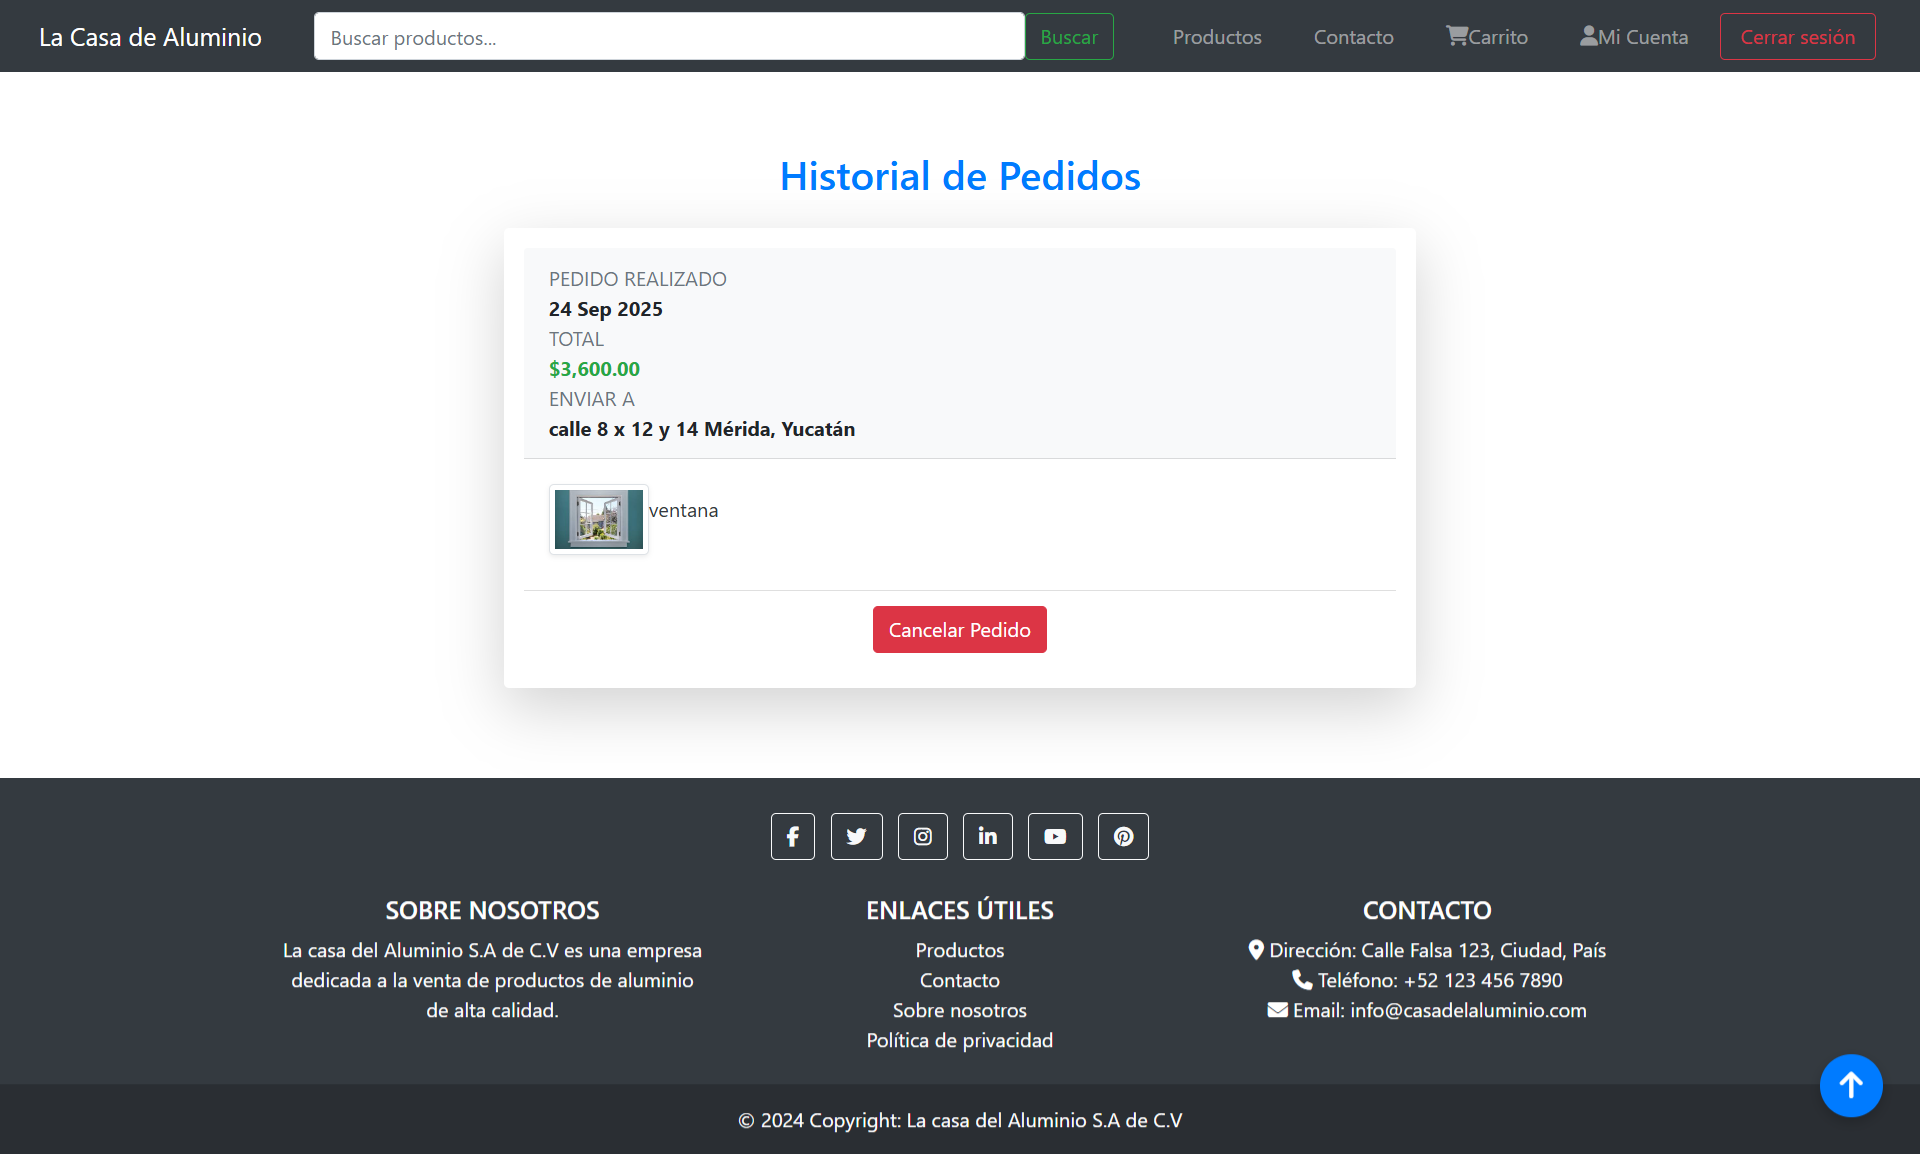 La Casa de Aluminio
Buscar productos...
Buscar
Productos
Contacto
Carrito
Mi Cuenta
Cerrar sesión
Historial de Pedidos
PEDIDO REALIZADO
24 Sep 2025
TOTAL
$3,600.00
ENVIAR A
calle 8 x 12 y 14 Mérida, Yucatán
ventana
Cancelar Pedido
SOBRE NOSOTROS
La casa del Aluminio S.A de C.V es una empresa
dedicada a la venta de productos de aluminio
de alta calidad.
ENLACES ÚTILES
Productos
Contacto
Sobre nosotros
Política de privacidad
CONTACTO
Dirección: Calle Falsa 123, Ciudad, País
Teléfono: +52 123 456 7890
Email: info@casadelaluminio.com
© 2024 Copyright: La casa del Aluminio S.A de C.V